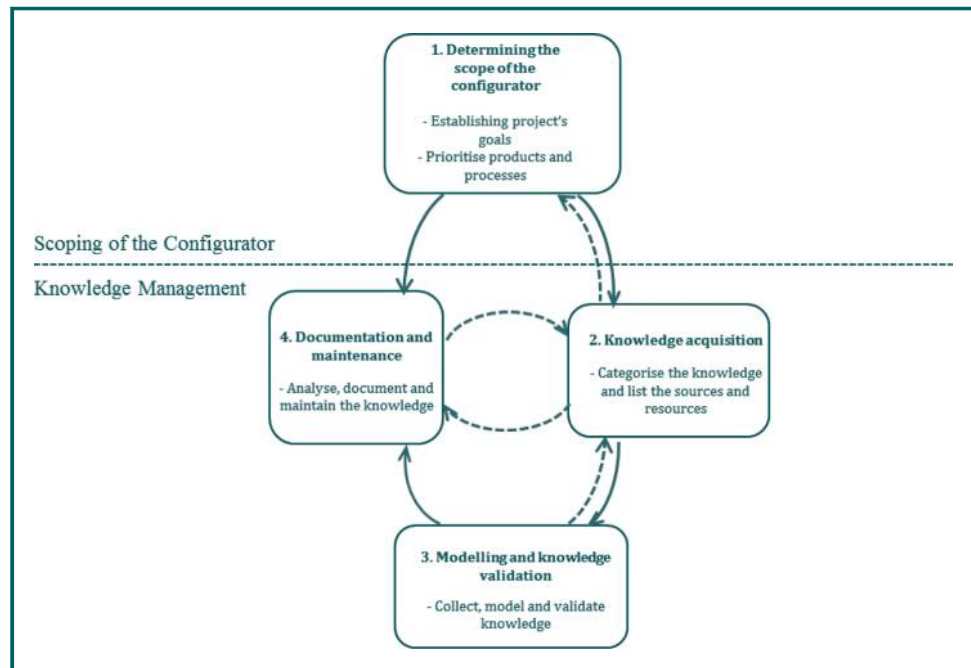 1. Determining the
scope of the
configurator
- Establishing project's
goals
- Prioritise products and
processes
Scoping of the Configurator
Knowledge Management
4. Documentation and
maintenance
- Analyse, document and
maintain the knowledge
2. Knowledge acquisition
- Categorise the knowledge
and list the sources and
resources
3. Modelling and knowledge
validation
- Collect, model and validate
knowledge